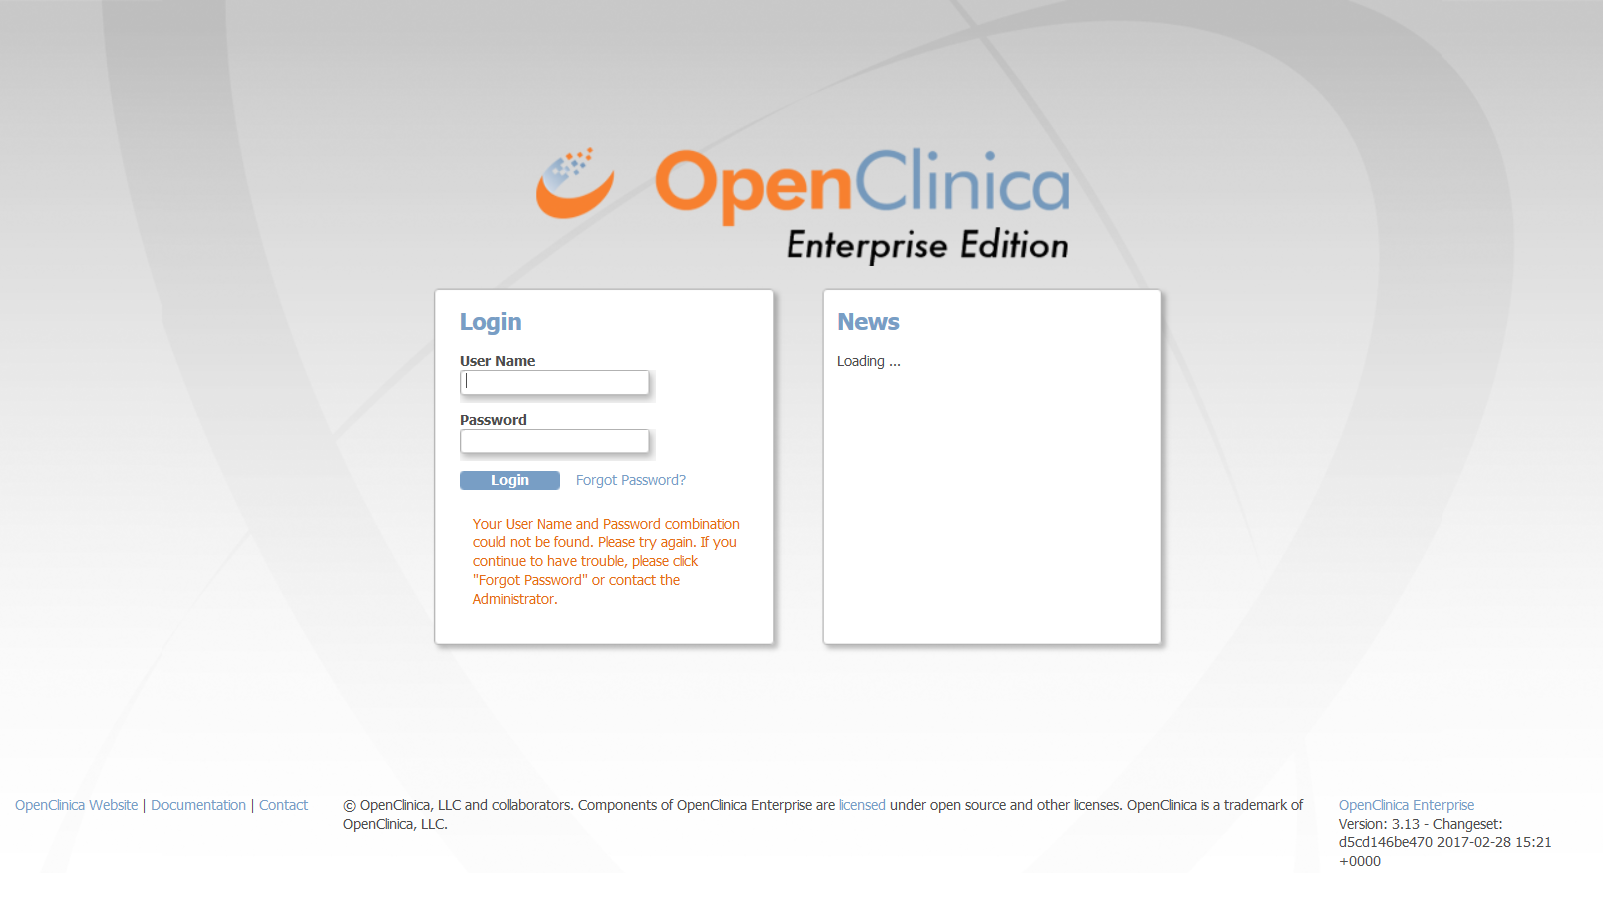 OpenClinica
Enterprise Edition
Login
User Name
Password
Login Forgot Password?
Your User Name and Password combination
could not be found. Please try again. If you
continue to have trouble, please click
"Forgot Password" or contact the
Administrator.
News
Loading ...
OpenClinica Website | Documentation | Contact
© OpenClinica, LLC and collaborators. Components of OpenClinica Enterprise are licensed under open source and other licenses. OpenClinica is a trademark of
OpenClinica, LLC.
OpenClinica Enterprise
Version: 3.13 - Changeset:
d5cd146be470 2017-02-28 15:21
+0000